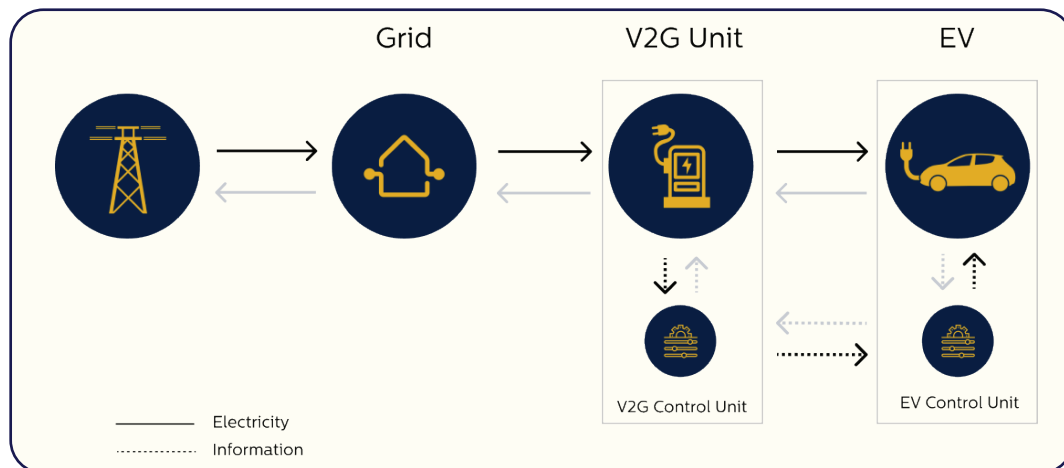 Grid
V2G Unit
EV
V2G Control Unit
EV Control Unit
Electricity
Information